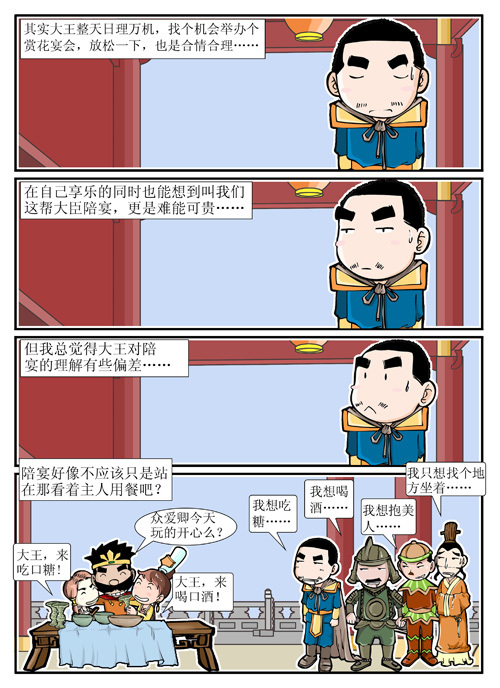 其实大王整天日理万机，找个机会举办个
赏花宴会，放松一下，也是合情合理……
在自己享乐的同时也能想到叫我们
这帮大臣陪宴，更是难能可贵……
但我总觉得大王对陪
宴的理解有些偏差……
陪宴好像不应该只是站
在那看着主人用餐吧？
大王，来
吃口糖！
众爱卿今天
玩的开心么？
大王，来
喝口酒！
我想吃
糖……
我想喝
酒……
我想抱美
人……
我只想找个地
方坐着……